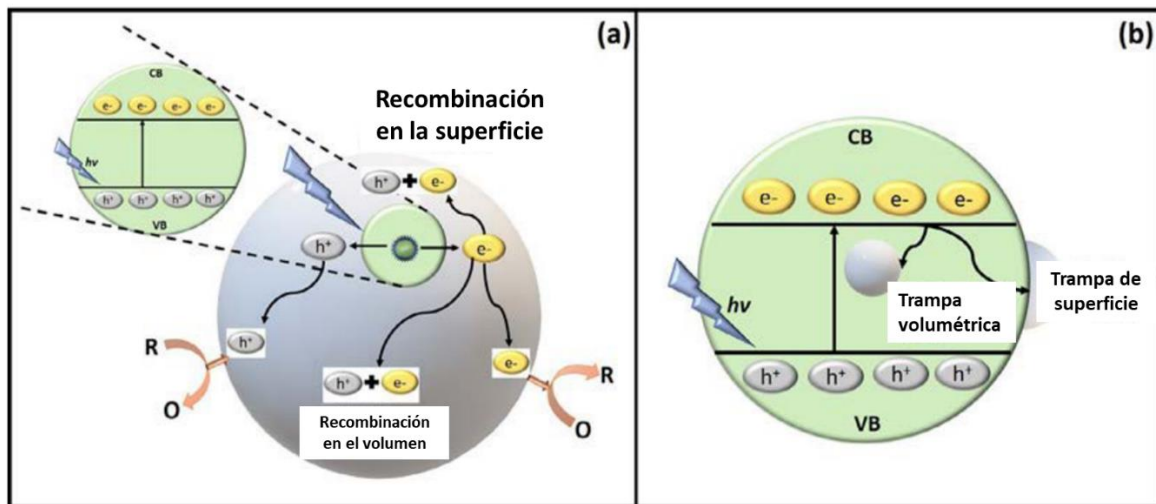 (a)
CB
e- e- e- e-
hv
h⁺ h⁺ h⁺ h⁺
VB
Recombinación
en la superficie
h⁺ + e-
h⁺
e-
R
h⁺
O
h⁺ + e-
Recombinación
en el volumen
e-
R
O
(b)
CB
e- e- e- e-
hv
Trampa
volumétrica
Trampa de
superficie
h⁺ h⁺ h⁺ h⁺
VB